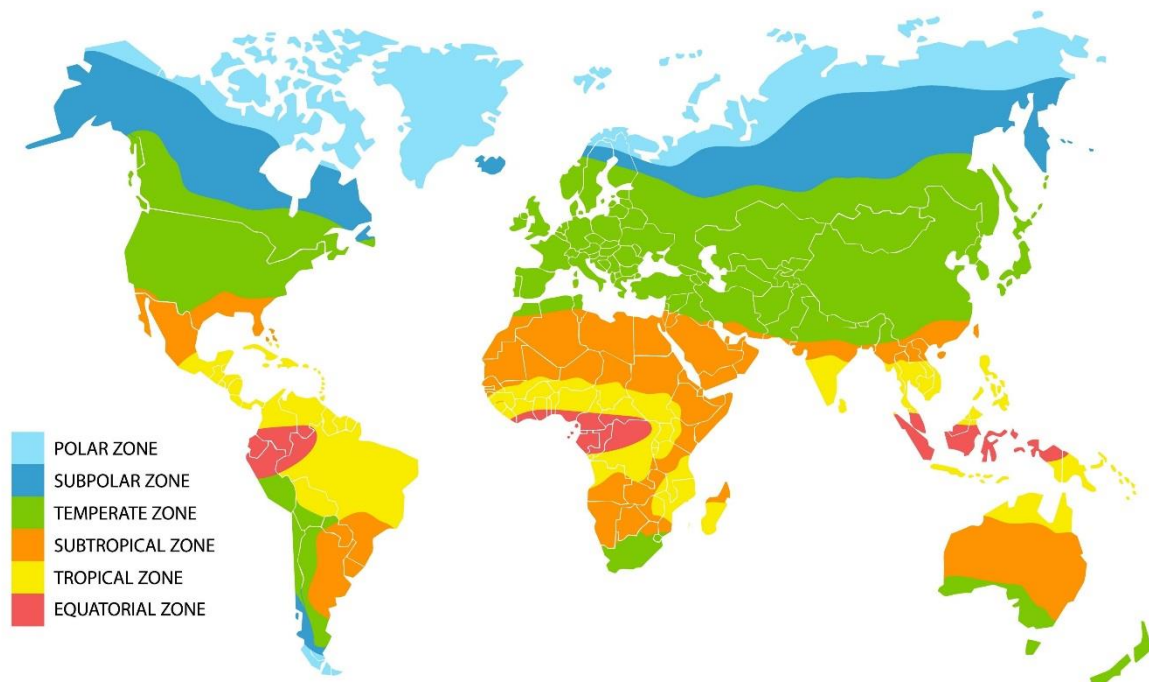 POLAR ZONE
SUBPOLAR ZONE
TEMPERATE ZONE
SUBTROPICAL ZONE
TROPICAL ZONE
EQUATORIAL ZONE